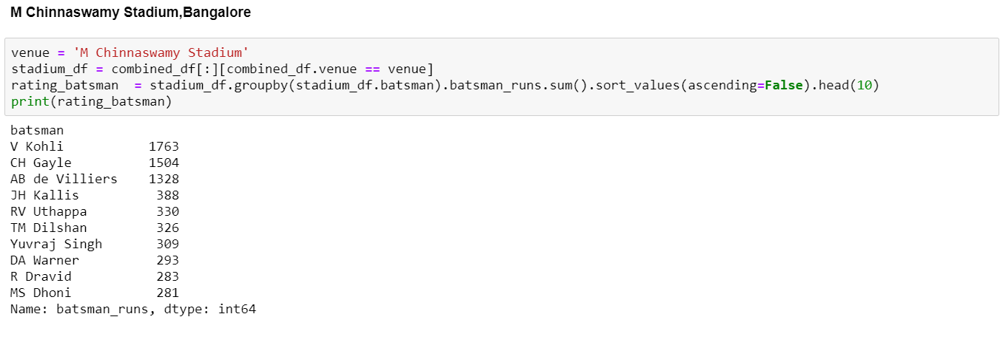 M Chinnaswamy Stadium,Bangalore
venue = 'M Chinnaswamy Stadium'
stadium_df = combined_df[:][combined_df.venue == venue]
rating_batsman  = stadium_df.groupby(stadium_df.batsman).batsman_runs.sum().sort_values(ascending=False).head(10)
print(rating_batsman)
batsman
V Kohli           1763
CH Gayle          1504
AB de Villiers    1328
JH Kallis          388
RV Uthappa         330
TM Dilshan         326
Yuvraj Singh       309
DA Warner          293
R Dravid           283
MS Dhoni           281
Name: batsman_runs, dtype: int64